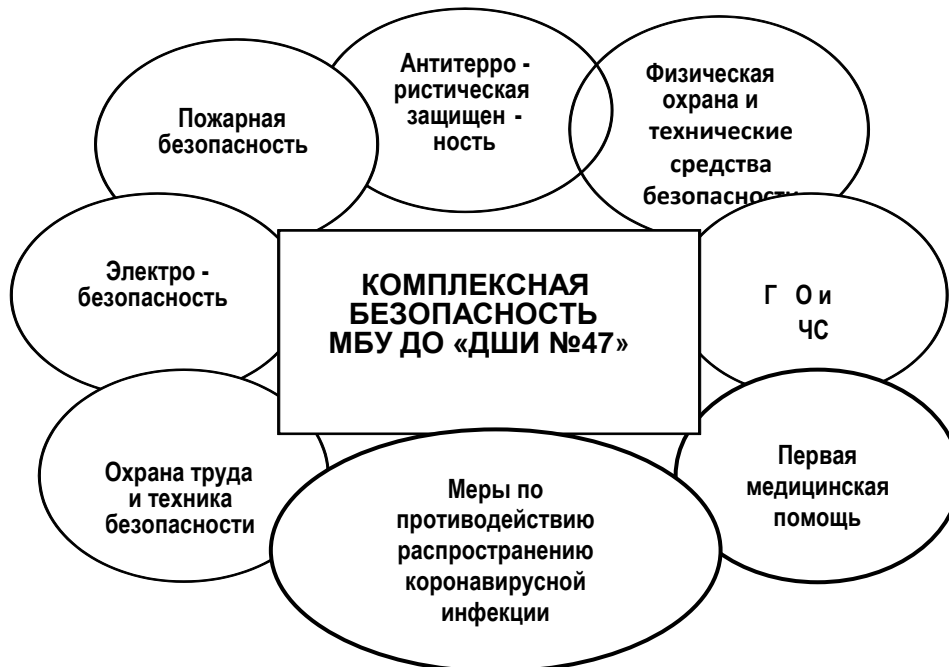 Антитерро -
ристическая
защищен -
ность
Физическая
охрана и
технические
средства
безопасности
Пожарная
безопасность
Электро -
безопасность
КОМПЛЕКСНАЯ
БЕЗОПАСНОСТЬ
МБУ ДО «ДШИ №47»
Г О и
ЧС
Охрана труда
и техника
безопасности
Меры по
противодействию
распространению
коронавирусной
инфекции
Первая
медицинская
помощь